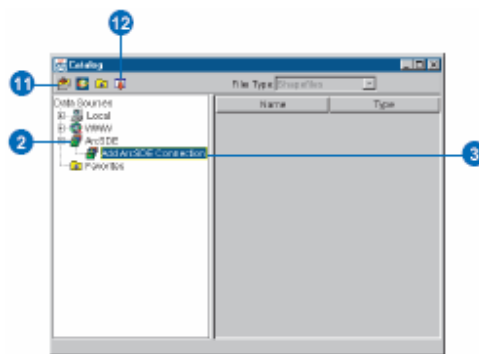 12
11
Catalog
File Type: Shapefiles
Data Sources
Name
Type
Local
WWW
2
ArcSDE
Add ArcSDE Connection
3
Favorites